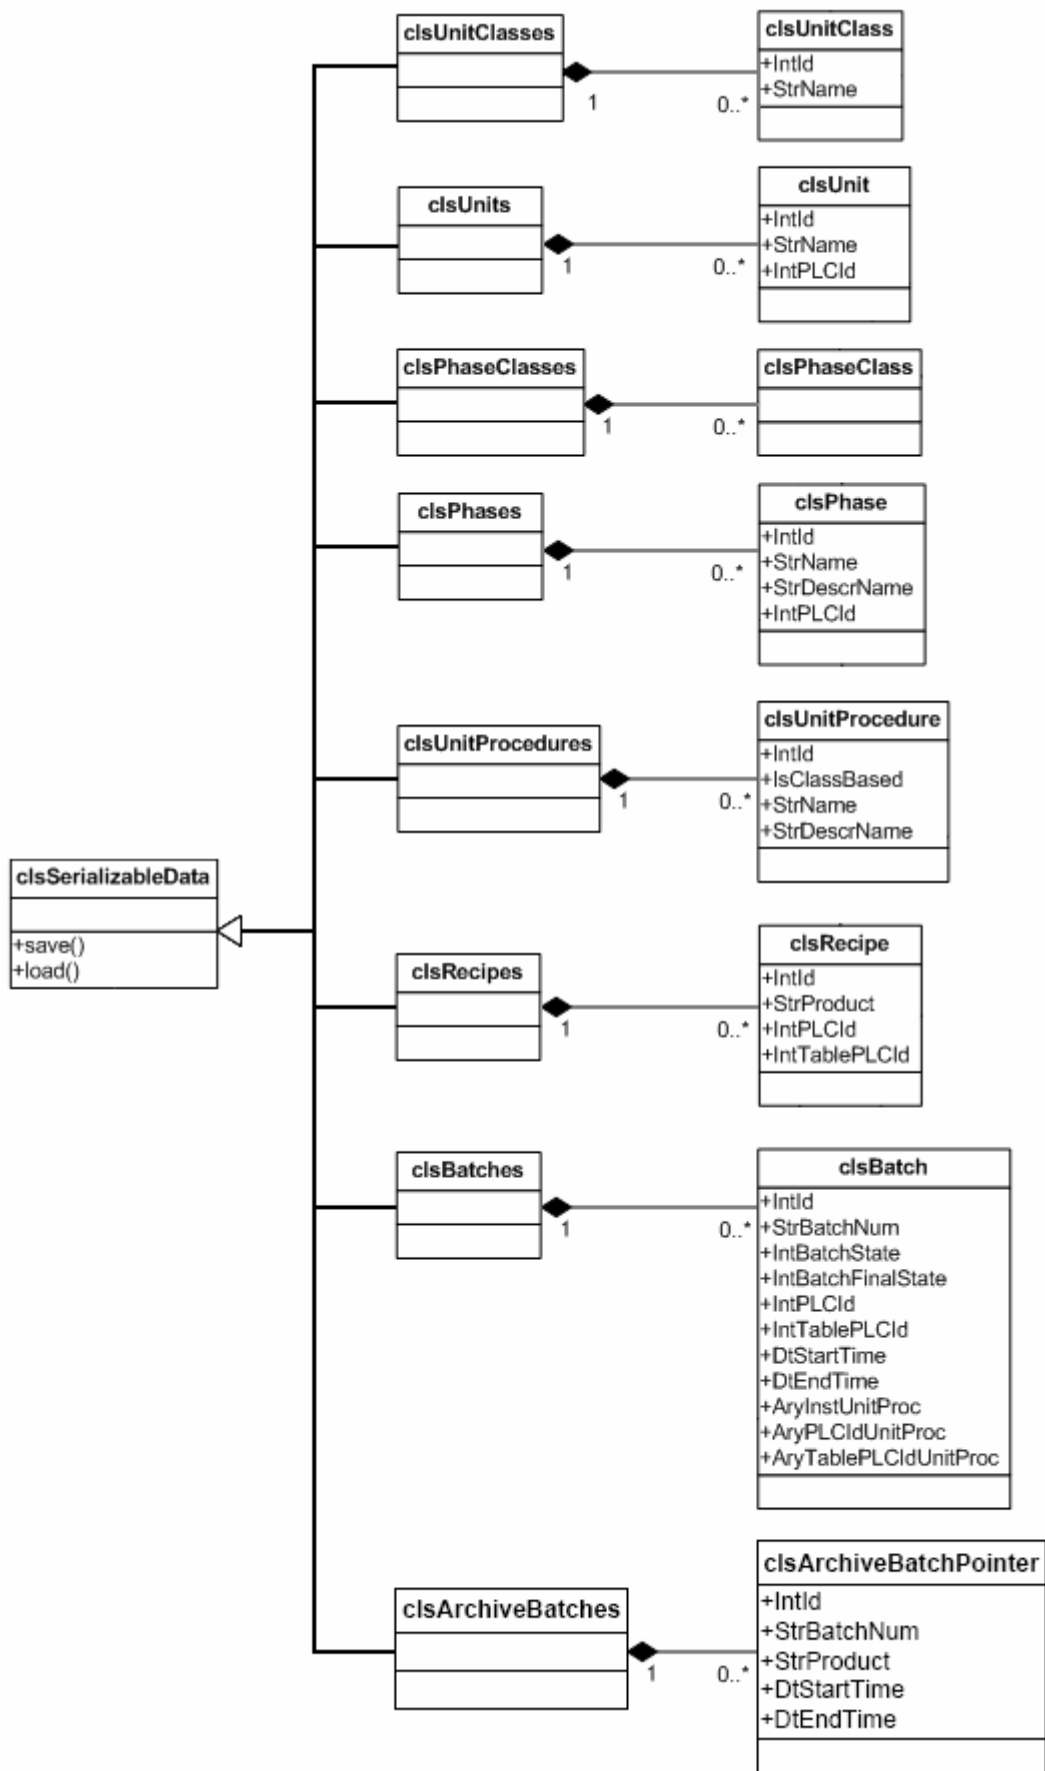 clsUnitClasses
1
0..*
clsUnitClass
+IntId
+StrName
clsUnits
1
0..*
clsUnit
+IntId
+StrName
+IntPLCId
clsPhaseClasses
1
0..*
clsPhaseClass
clsPhases
1
0..*
clsPhase
+IntId
+StrName
+StrDescrName
+IntPLCId
clsUnitProcedures
1
0..*
clsUnitProcedure
+IntId
+IsClassBased
+StrName
+StrDescrName
clsSerializableData
+save()
+load()
clsRecipes
1
0..*
clsRecipe
+IntId
+StrProduct
+IntPLCId
+IntTablePLCId
clsBatches
1
0..*
clsBatch
+IntId
+StrBatchNum
+IntBatchState
+IntBatchFinalState
+IntPLCId
+IntTablePLCId
+DtStartTime
+DtEndTime
+AryInstUnitProc
+AryPLCIdUnitProc
+AryTablePLCIdUnitProc
clsArchiveBatches
1
0..*
clsArchiveBatchPointer
+IntId
+StrBatchNum
+StrProduct
+DtStartTime
+DtEndTime